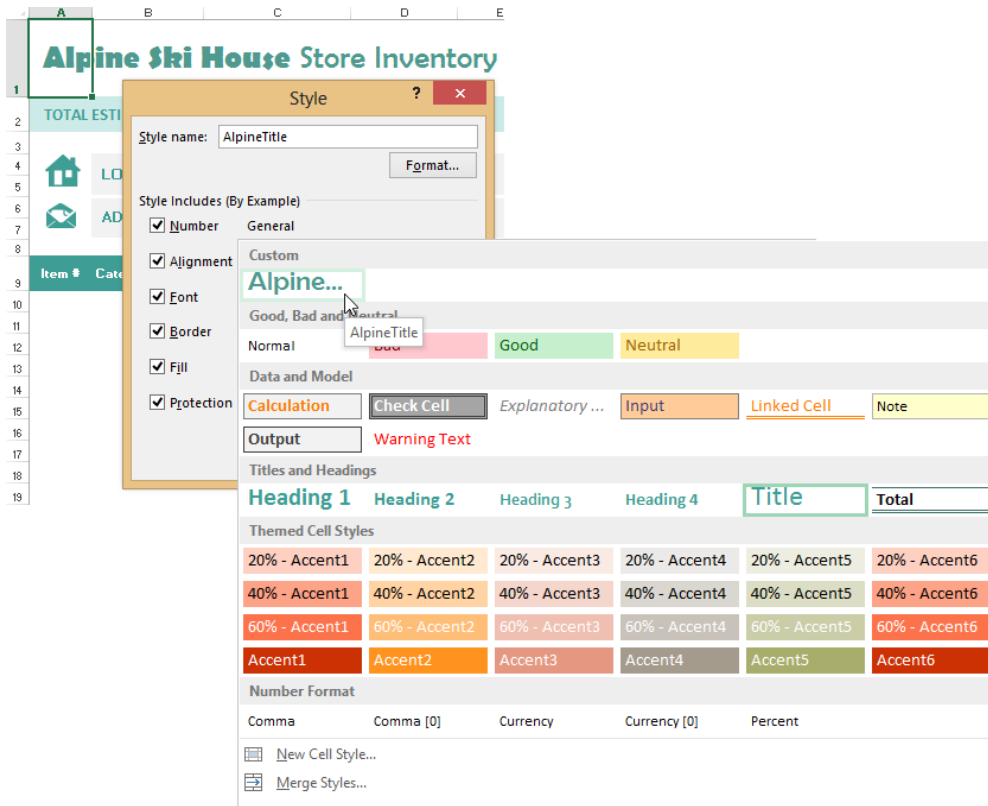 A B C D E
Alpine Ski House Store Inventory
1
Style ? ×
2 TOTAL ESTI
Style name: AlpineTitle
3
Format...
4
LO
5
Style Includes (By Example)
6
AD
Number General
7
8
Custom
Alpine...
Alignment
9 Item # Cate
Font
10
Good, Bad and Neutral
AlpineTitle
11
Border
12
Normal Bad Good Neutral
13
Fill
Data and Model
14
Protection
15
Calculation Check Cell Explanatory ... Input Linked Cell Note
16
Output Warning Text
17
18
Titles and Headings
19
Heading 1 Heading 2 Heading 3 Heading 4 Title Total
Themed Cell Styles
20% - Accent1 20% - Accent2 20% - Accent3 20% - Accent4 20% - Accent5 20% - Accent6
40% - Accent1 40% - Accent2 40% - Accent3 40% - Accent4 40% - Accent5 40% - Accent6
60% - Accent1 60% - Accent2 60% - Accent3 60% - Accent4 60% - Accent5 60% - Accent6
Accent1 Accent2 Accent3 Accent4 Accent5 Accent6
Number Format
Comma Comma [0] Currency Currency [0] Percent
New Cell Style...
Merge Styles...